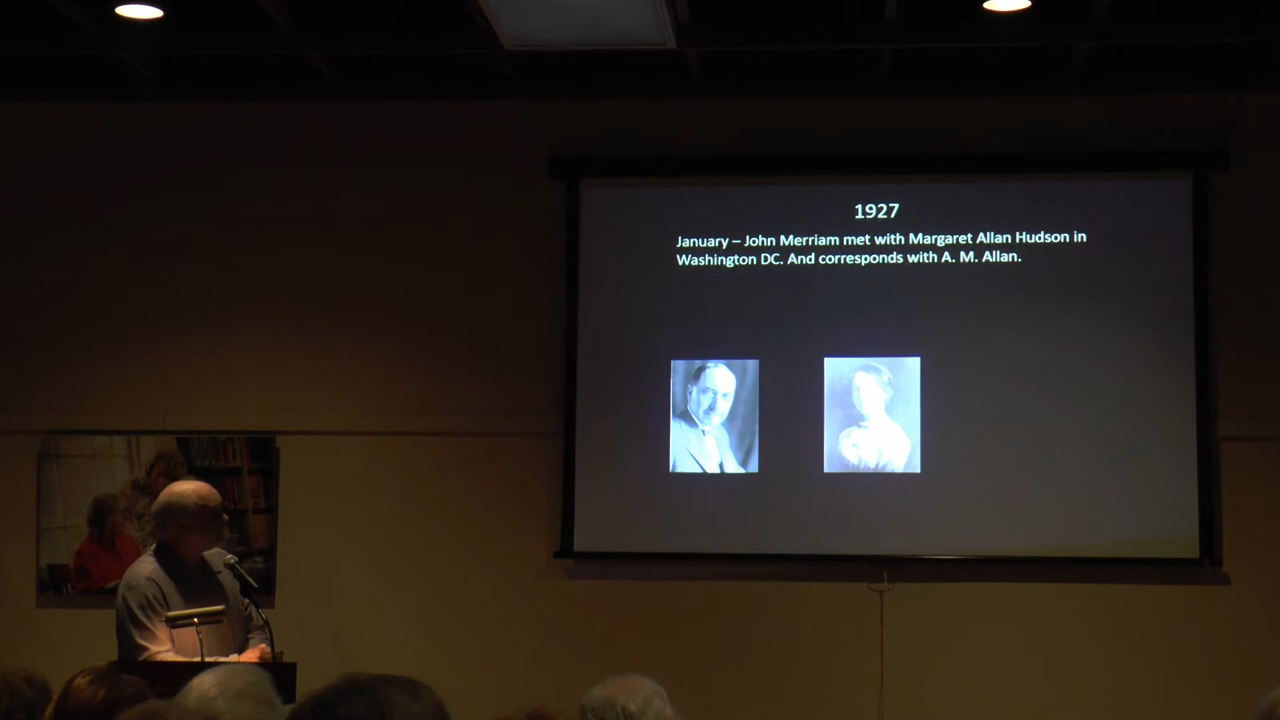 1927
January – John Merriam met with Margaret Allan Hudson in
Washington DC. And corresponds with A. M. Allan.